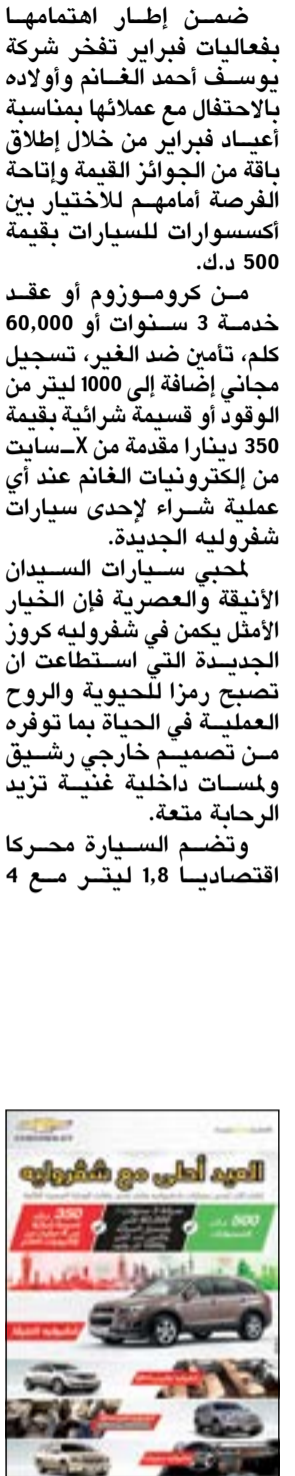 ضمن إطار اهتمامها
بفعاليات فبراير تفخر شركة
يوسف أحمد الغانم وأولاده
بالاحتفال مع عملائها بمناسبة
أعياد فبراير من خلال إطلاق
باقة من الجوائز القيمة وإتاحة
الفرصة أمامهم للاختيار بين
أكسسوارات للسيارات بقيمة
500 د.ك.
من كروموزوم أو عقد
خدمة 3 سنوات أو 60,000
كلم، تأمين ضد الغير، تسجيل
مجاني إضافة إلى 1000 ليتر من
الوقود أو قسيمة شرائية بقيمة
350 دينارا مقدمة من X-سايت
من إلكترونيات الغانم عند أي
عملية شراء لإحدى سيارات
شفروليه الجديدة.
لمحبي سيارات السيدان
الأنيقة والعصرية فإن الخيار
الأمثل يكمن في شفروليه كروز
الجديدة التي استطاعت ان
تصبح رمزا للحيوية والروح
العملية في الحياة بما توفره
من تصميم خارجي رشيق
ولمسات داخلية غنية تزيد
الرحابة متعة.
وتضم السيارة محركا
اقتصاديا 1,8 ليتر مع 4
العيد أحلى مع شفروليه
350
500